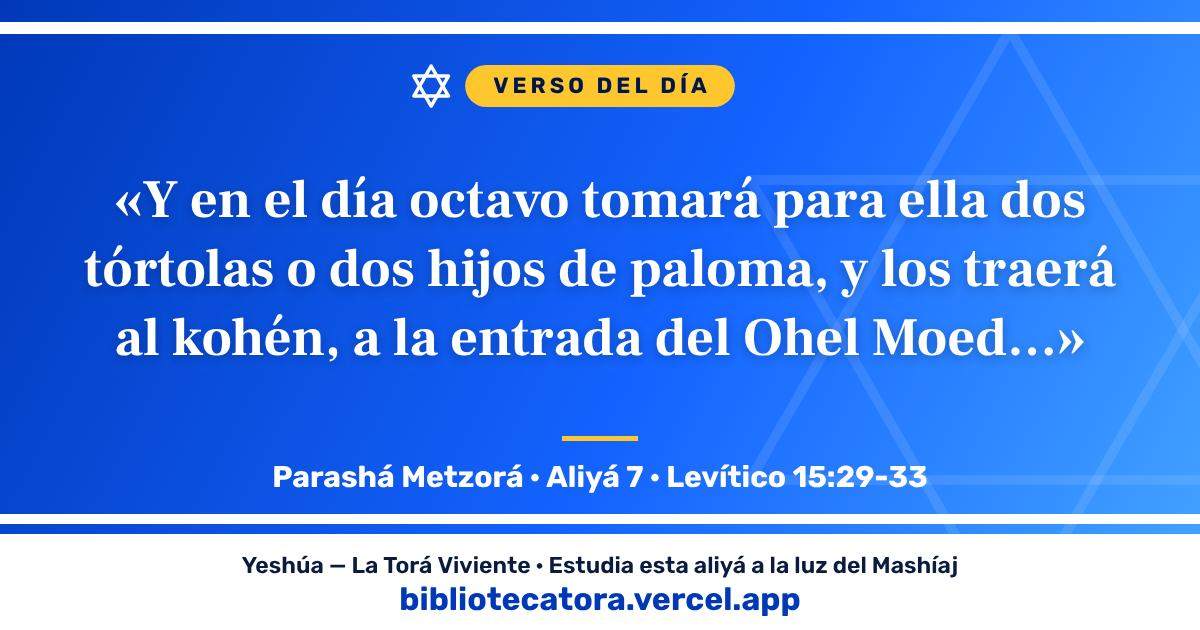 VERSO DEL DÍA
«Y en el día octavo tomará para ella dos
tórtolas o dos hijos de paloma, y los traerá
al kohén, a la entrada del Ohel Moed...»
Parashá Metzorá • Aliyá 7 • Levítico 15:29-33
Yeshúa — La Torá Viviente • Estudia esta aliyá a la luz del Mashíaj
bibliotecatora.vercel.app